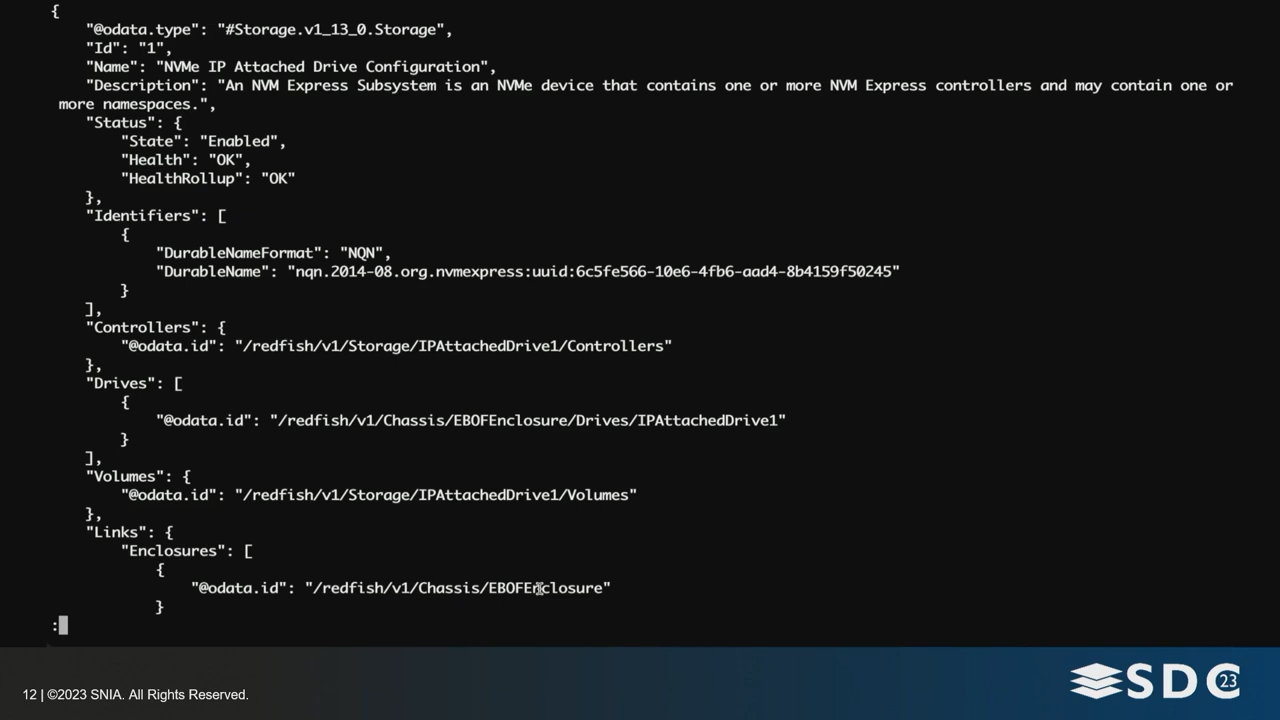 {
"@odata.type": "#Storage.v1_13_0.Storage",
"Id": "1",
"Name": "NVMe IP Attached Drive Configuration",
"Description": "An NVM Express Subsystem is an NVMe device that contains one or more NVM Express controllers and may contain one or
more namespaces.",
"Status": {
"State": "Enabled",
"Health": "OK",
"HealthRollup": "OK"
},
"Identifiers": [
{
"DurableNameFormat": "NQN",
"DurableName": "nqn.2014-08.org.nvmexpress:uuid:6c5fe566-10e6-4fb6-aad4-8b4159f50245"
}
],
"Controllers": {
"@odata.id": "/redfish/v1/Storage/IPAttachedDrive1/Controllers"
},
"Drives": [
{
"@odata.id": "/redfish/v1/Chassis/EBOFEnclosure/Drives/IPAttachedDrive1"
}
],
"Volumes": {
"@odata.id": "/redfish/v1/Storage/IPAttachedDrive1/Volumes"
},
"Links": {
"Enclosures": [
{
"@odata.id": "/redfish/v1/Chassis/EBOFEnclosure"
}
:
12 | ©2023 SNIA. All Rights Reserved.
SDC 23